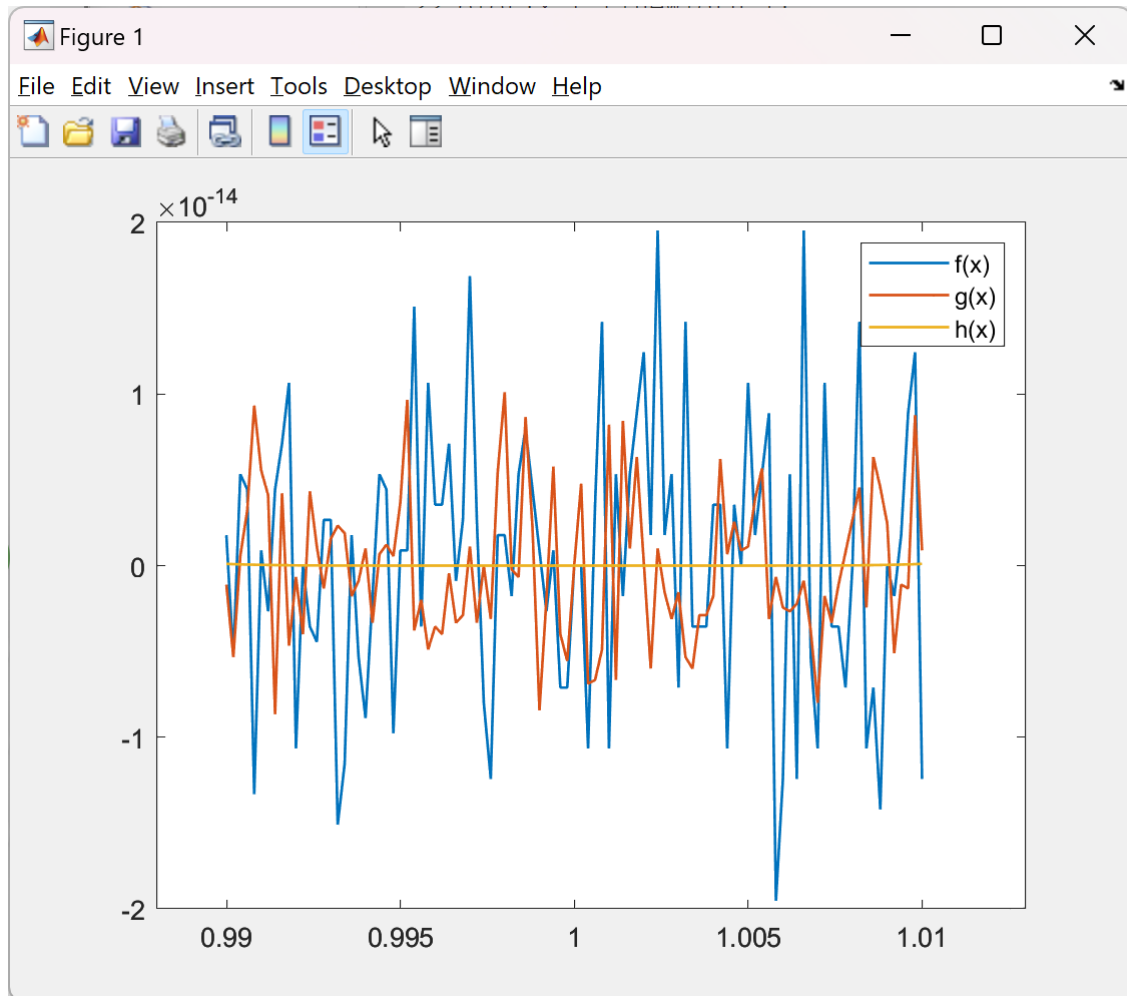 Figure 1
File Edit View Insert Tools Desktop Window Help
×10-14
2
1
0
-1
-2
0.99 0.995 1 1.005 1.01
f(x)
g(x)
h(x)